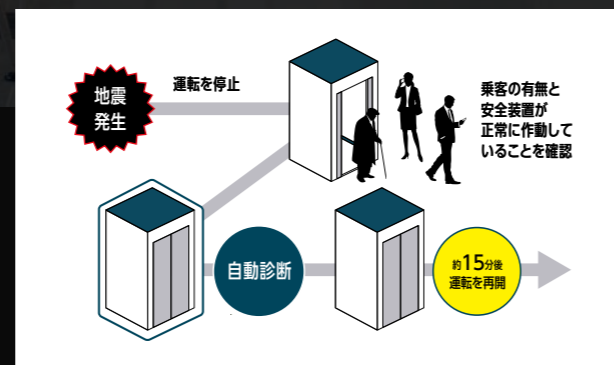 地震
発生
運転を停止
乗客の有無と
安全装置が
正常に作動して
いることを確認
自動診断
約15分後
運転を再開